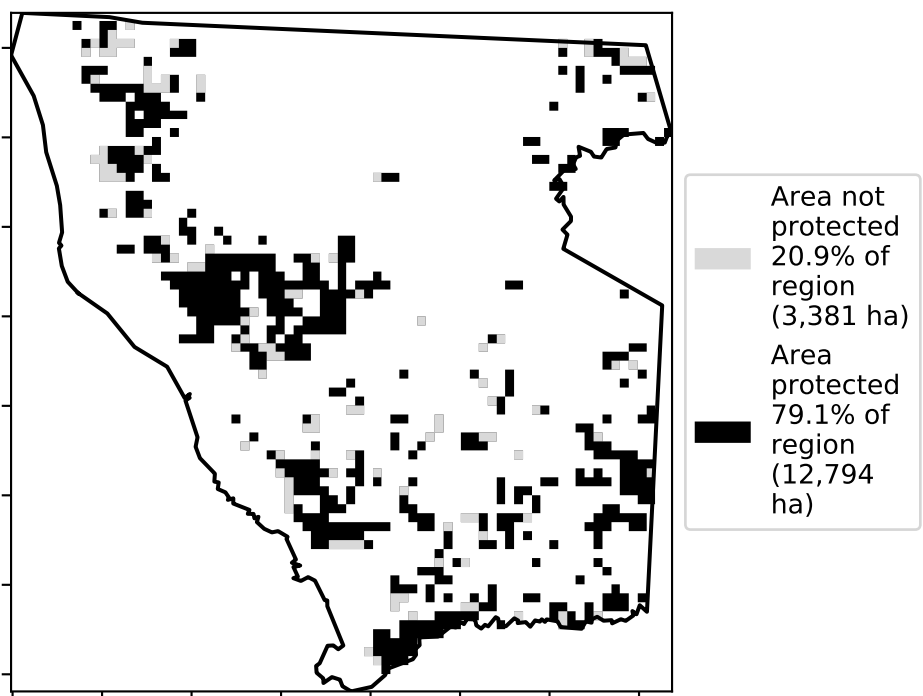 Area not
protected
20.9% of
region
(3,381 ha)
Area
protected
79.1% of
region
(12,794
ha)